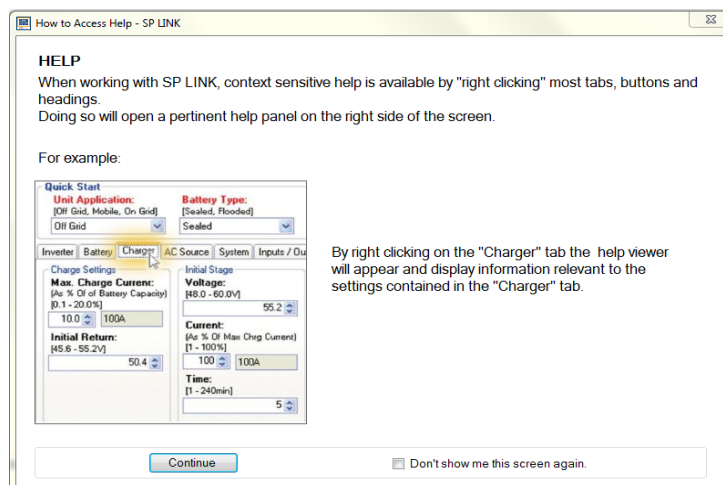 How to Access Help - SP LINK
HELP
When working with SP LINK, context sensitive help is available by "right clicking" most tabs, buttons and
headings.
Doing so will open a pertinent help panel on the right side of the screen.
For example:
Quick Start
Unit Application:
[Off Grid, Mobile, On Grid]
Off Grid
Battery Type:
[Sealed, Flooded]
Sealed
Inverter Battery Charger AC Source System Inputs / Ou
Charge Settings
Max. Charge Current:
(As % Of of Battery Capacity)
[0.1 - 20.0%]
10.0 100A
Initial Return:
[45.6 - 55.2V]
50.4
Initial Stage
Voltage:
[48.0 - 60.0V]
55.2
Current:
(As % Of Max Chrg Current)
[1 - 100%]
100 100A
Time:
[1 - 240min]
5
By right clicking on the "Charger" tab the help viewer
will appear and display information relevant to the
settings contained in the "Charger" tab.
Continue
Don't show me this screen again.